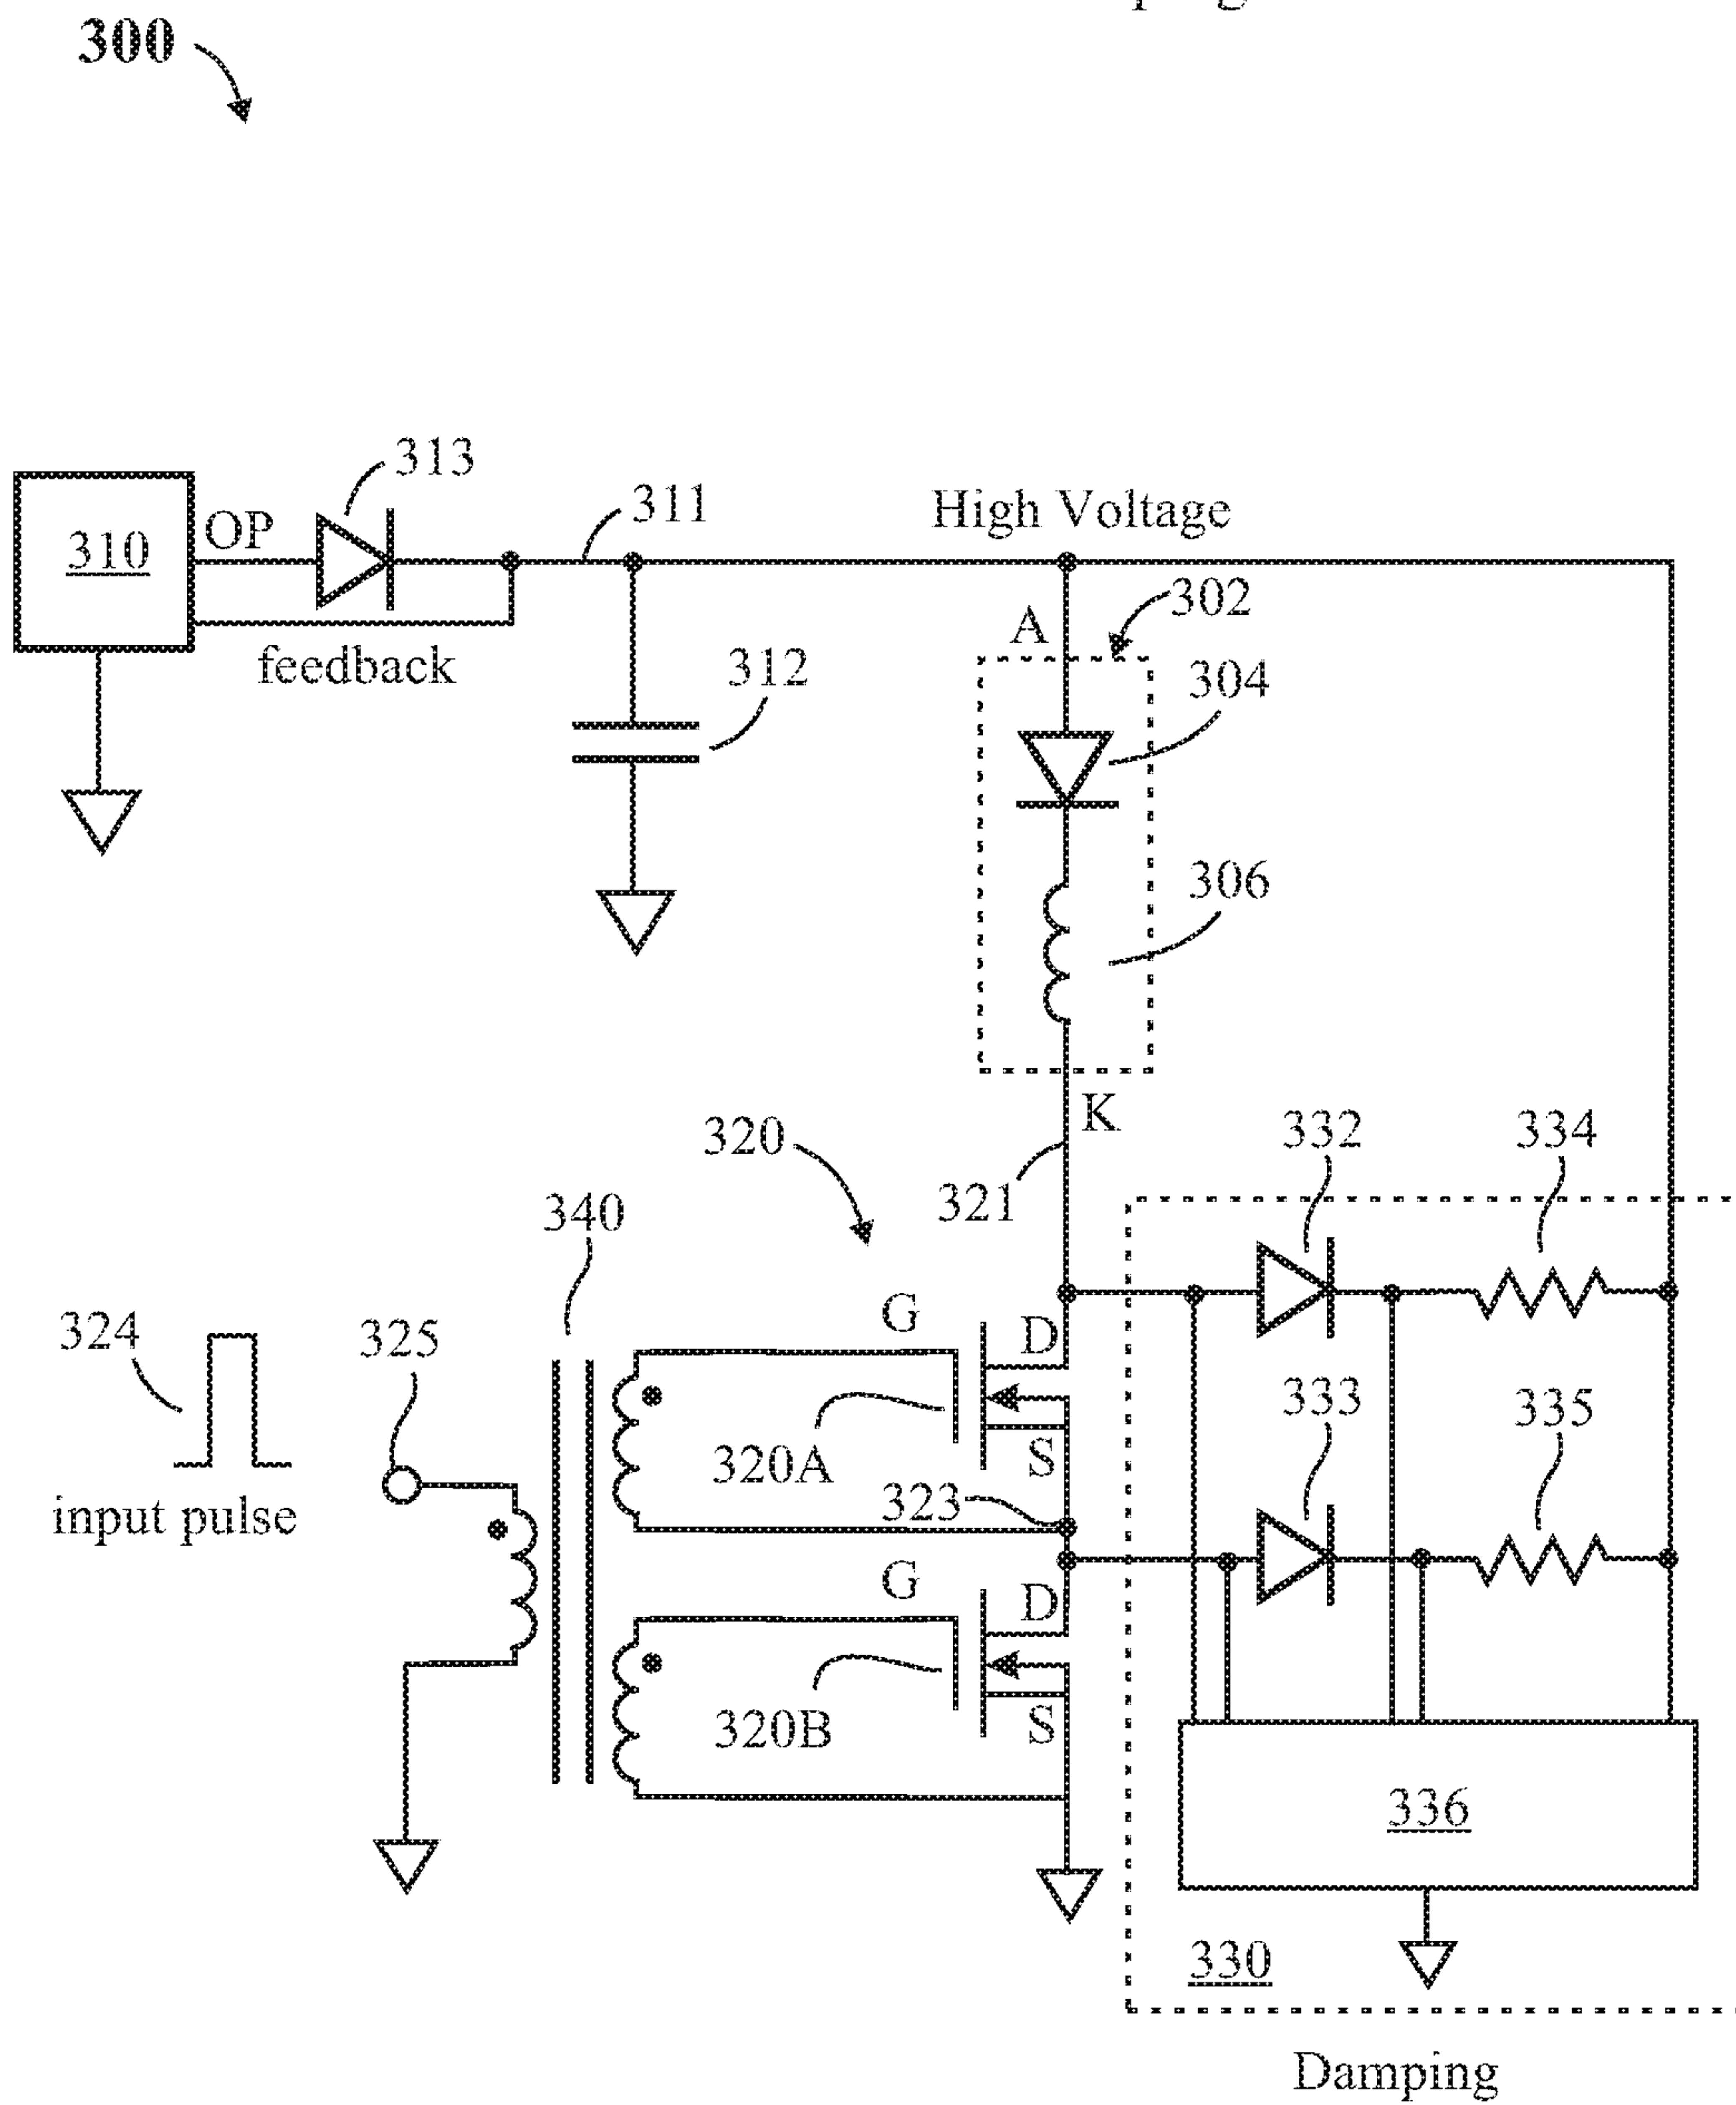 300
313
OP
311
High Voltage
310
feedback
312
302
A
304
306
K
320
321
332
334
340
324
325
G
D
input pulse
320A
S
333
335
323
G
D
320B
S
336
330
Damping